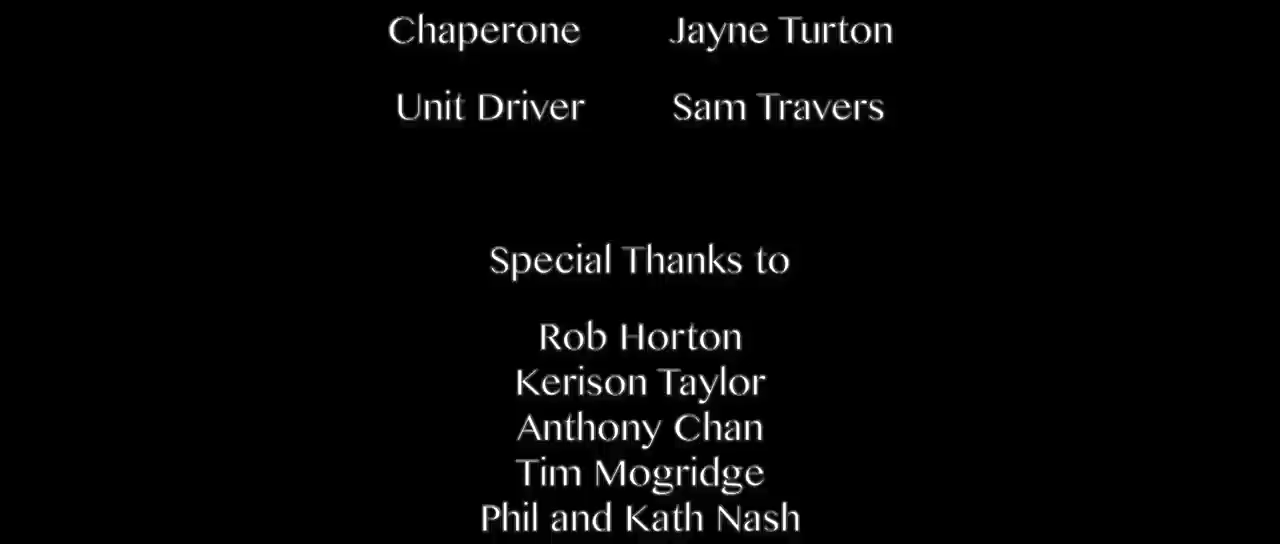 Chaperone Jayne Turton
Unit Driver Sam Travers
Special Thanks to
Rob Horton
Kerison Taylor
Anthony Chan
Tim Mogridge
Phil and Kath Nash